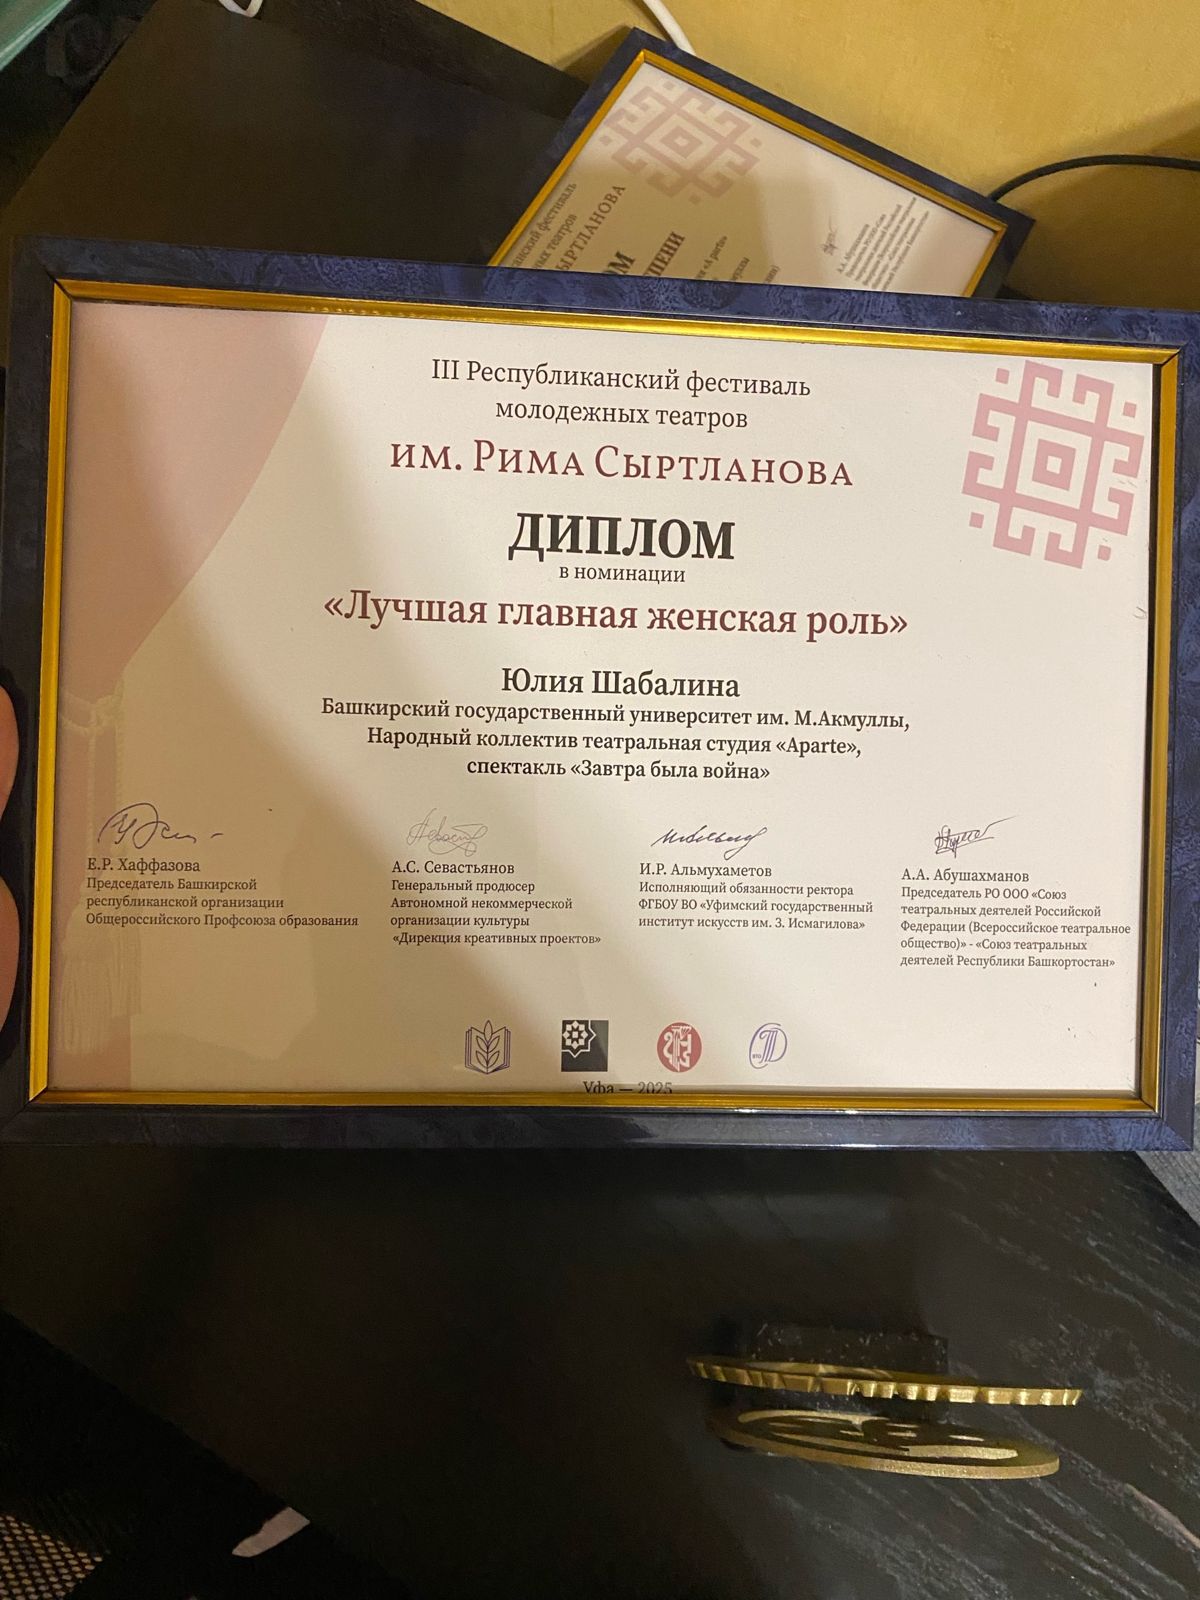 III Республиканский фестиваль
молодежных театров
им. Рима Сыртланова
ДИПЛОМ
в номинации
«Лучшая главная женская роль»
Юлия Шабалина
Башкирский государственный университет им. М.Акмуллы,
Народный коллектив театральная студия «Aparte»,
спектакль «Завтра была война»
Е.Р. Хаффазова
Председатель Башкирской
республиканской организации
Общероссийского Профсоюза образования
А.С. Севастьянов
Генеральный продюсер
Автономной некоммерческой
организации культуры
«Дирекция креативных проектов»
И.Р. Альмухаметов
Исполняющий обязанности ректора
ФГБОУ ВО «Уфимский государственный
институт искусств им. З. Исмагилова»
А.А. Абушахманов
Председатель РО ООО «Союз
театральных деятелей Российской
Федерации (Всероссийское театральное
общество)» - «Союз театральных
деятелей Республики Башкортостан»
Уфа — 2025